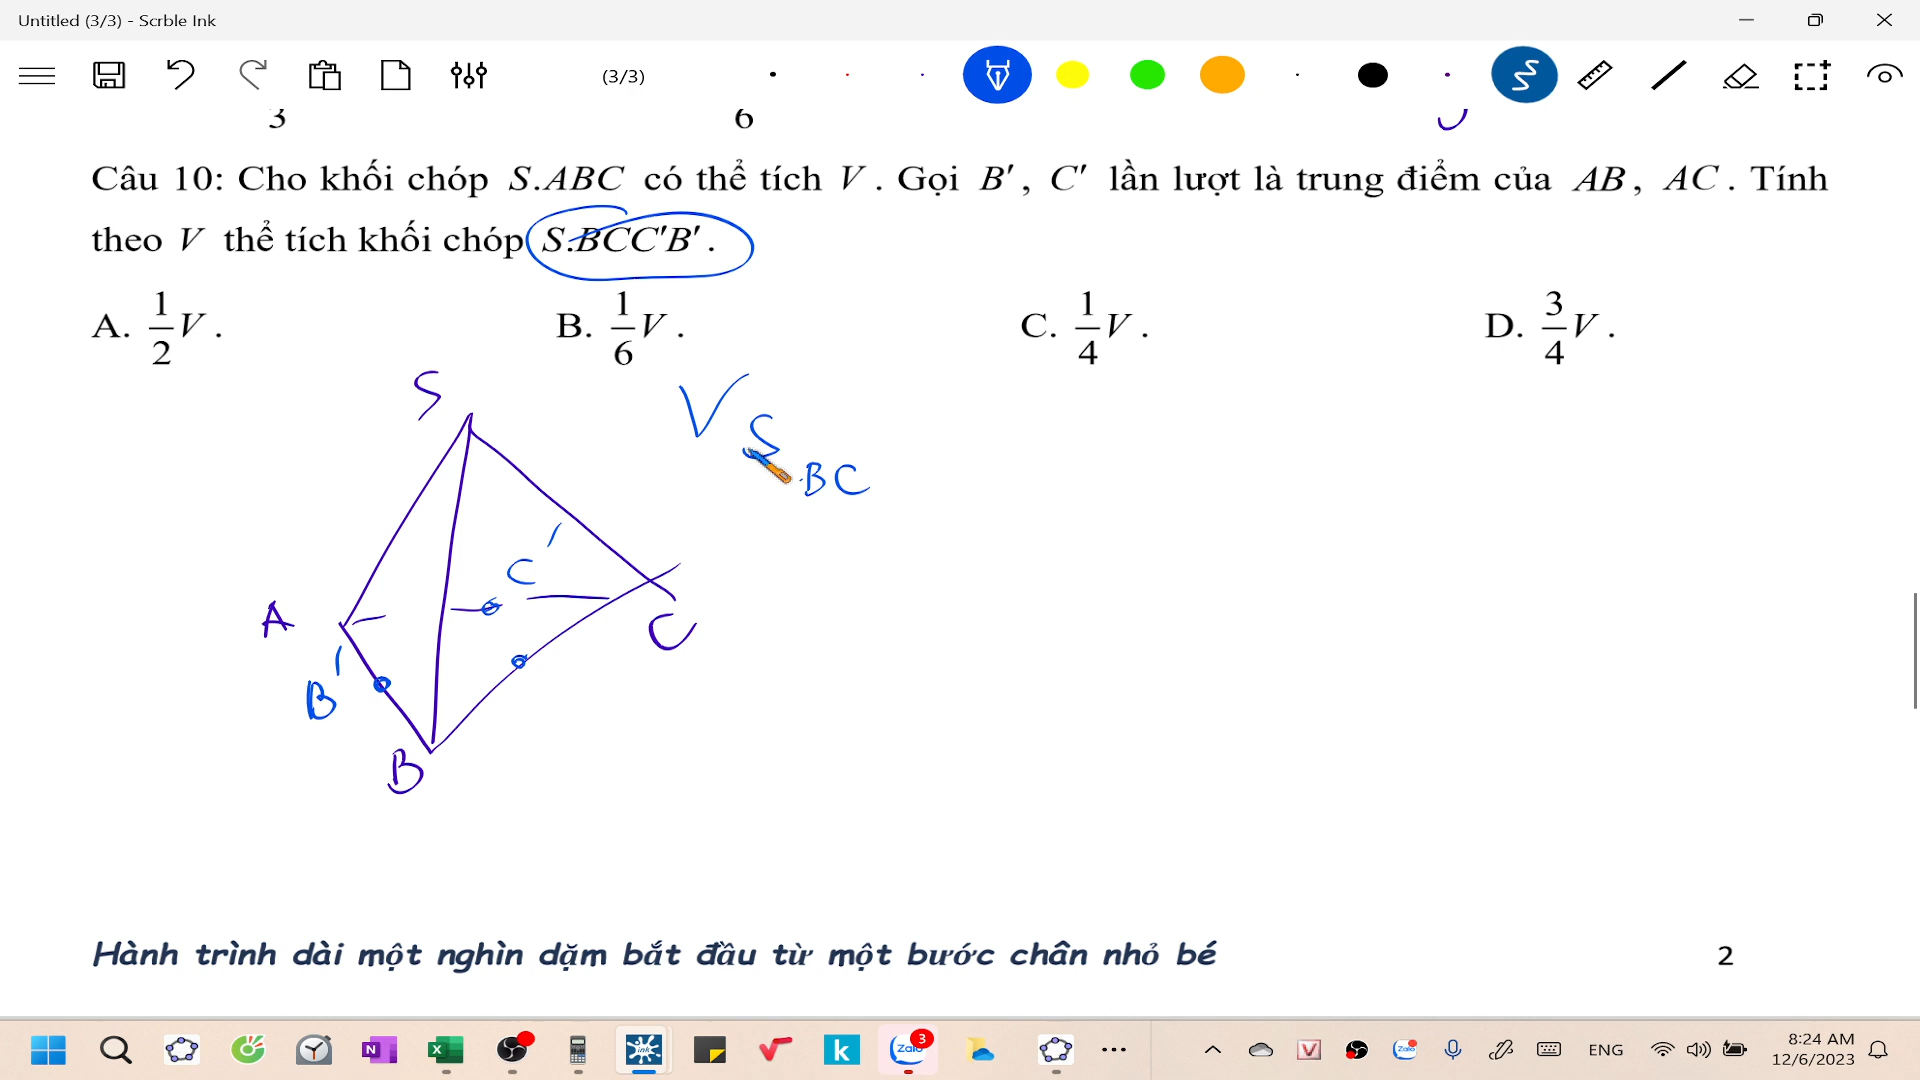 Untitled (3/3) - Scrble Ink
(3/3)
3 6
Câu 10: Cho khối chóp S.ABC có thể tích V . Gọi B′, C′ lần lượt là trung điểm của AB, AC. Tính
theo V thể tích khối chóp S.BCC′B′.
A. 1/2 V . B. 1/6 V . C. 1/4 V . D. 3/4 V .
S
V S.BC
C′
A
C
B′
B
Hành trình dài một nghìn dặm bắt đầu từ một bước chân nhỏ bé 2
Zalo 3
ENG
8:24 AM
12/6/2023